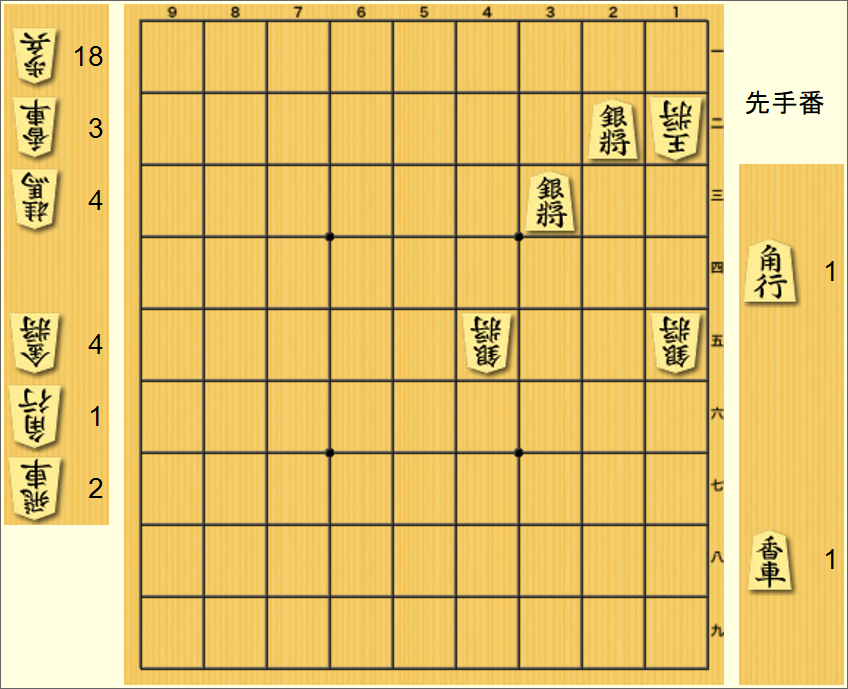 9 8 7 6 5 4 3 2 1
歩兵 18
香車 3
桂馬 4
金将 4
角行 1
飛車 2
銀将 王将
銀将
銀将 銀将
一
二
三
四
五
六
七
八
九
先手番
角行 1
香車 1